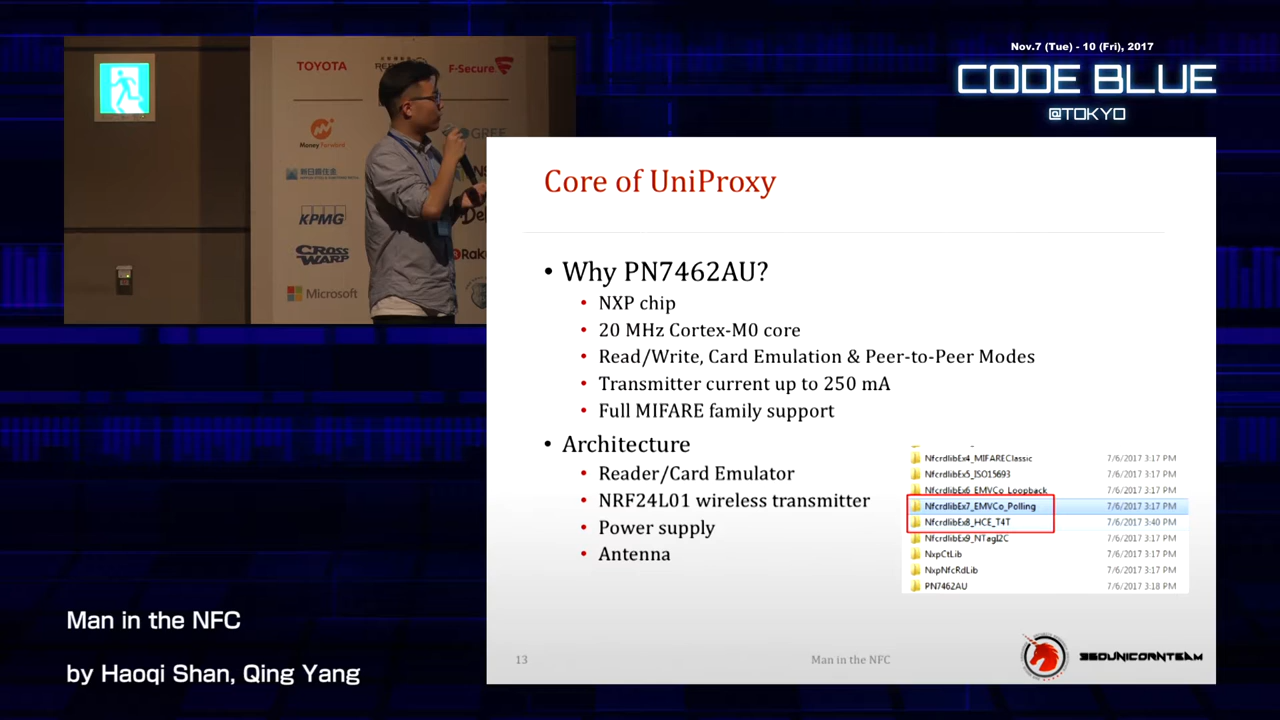 Nov.7 (Tue) - 10 (Fri), 2017
CODE BLUE
@TOKYO
TOYOTA
F-Secure
Money Forward
GREE
KPMG
CROSS WARP
Microsoft
Core of UniProxy
• Why PN7462AU?
• NXP chip
• 20 MHz Cortex-M0 core
• Read/Write, Card Emulation & Peer-to-Peer Modes
• Transmitter current up to 250 mA
• Full MIFARE family support
• Architecture
• Reader/Card Emulator
• NRF24L01 wireless transmitter
• Power supply
• Antenna
NfcrdlibEx4_MIFAREClassic 7/6/2017 3:17 PM
NfcrdlibEx5_ISO15693 7/6/2017 3:17 PM
NfcrdlibEx6_EMVCo_Loopback 7/6/2017 3:17 PM
NfcrdlibEx7_EMVCo_Polling 7/6/2017 3:17 PM
NfcrdlibEx8_HCE_T4T 7/6/2017 3:40 PM
NfcrdlibEx9_NTagI2C 7/6/2017 3:17 PM
NxpCtLib 7/6/2017 3:17 PM
NxpNfcRdLib 7/6/2017 3:17 PM
PN7462AU 7/6/2017 3:18 PM
13
Man in the NFC
360UNICORNTEAM
Man in the NFC
by Haoqi Shan, Qing Yang